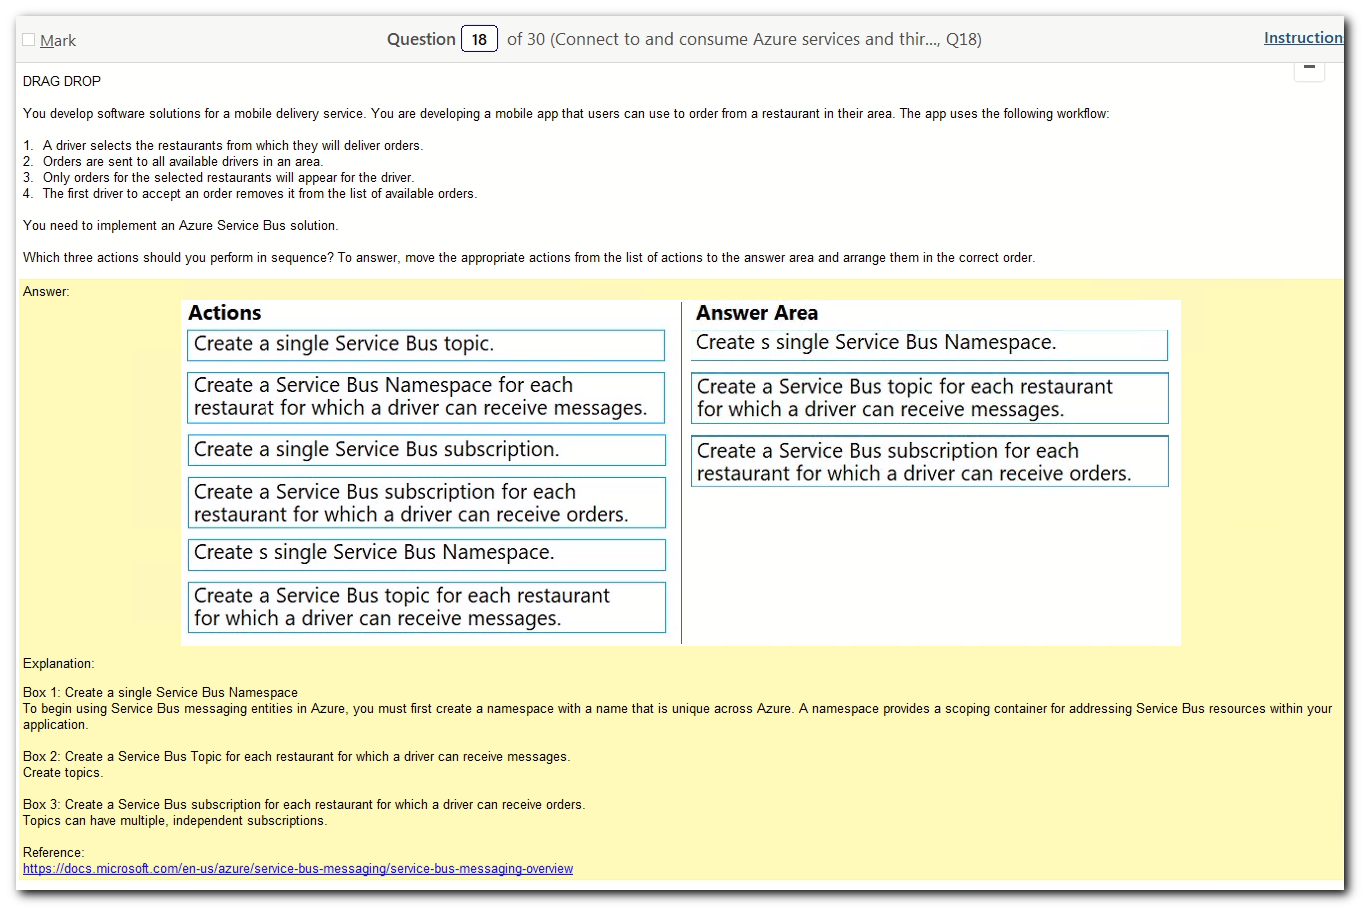 Mark
Question 18 of 30 (Connect to and consume Azure services and thir..., Q18)
Instruction
DRAG DROP
You develop software solutions for a mobile delivery service. You are developing a mobile app that users can use to order from a restaurant in their area. The app uses the following workflow:
1. A driver selects the restaurants from which they will deliver orders.
2. Orders are sent to all available drivers in an area.
3. Only orders for the selected restaurants will appear for the driver.
4. The first driver to accept an order removes it from the list of available orders.
You need to implement an Azure Service Bus solution.
Which three actions should you perform in sequence? To answer, move the appropriate actions from the list of actions to the answer area and arrange them in the correct order.
Answer:
Actions
Create a single Service Bus topic.
Create a Service Bus Namespace for each
restaurat for which a driver can receive messages.
Create a single Service Bus subscription.
Create a Service Bus subscription for each
restaurant for which a driver can receive orders.
Create s single Service Bus Namespace.
Create a Service Bus topic for each restaurant
for which a driver can receive messages.
Answer Area
Create s single Service Bus Namespace.
Create a Service Bus topic for each restaurant
for which a driver can receive messages.
Create a Service Bus subscription for each
restaurant for which a driver can receive orders.
Explanation:
Box 1: Create a single Service Bus Namespace
To begin using Service Bus messaging entities in Azure, you must first create a namespace with a name that is unique across Azure. A namespace provides a scoping container for addressing Service Bus resources within your
application.
Box 2: Create a Service Bus Topic for each restaurant for which a driver can receive messages.
Create topics.
Box 3: Create a Service Bus subscription for each restaurant for which a driver can receive orders.
Topics can have multiple, independent subscriptions.
Reference:
https://docs.microsoft.com/en-us/azure/service-bus-messaging/service-bus-messaging-overview